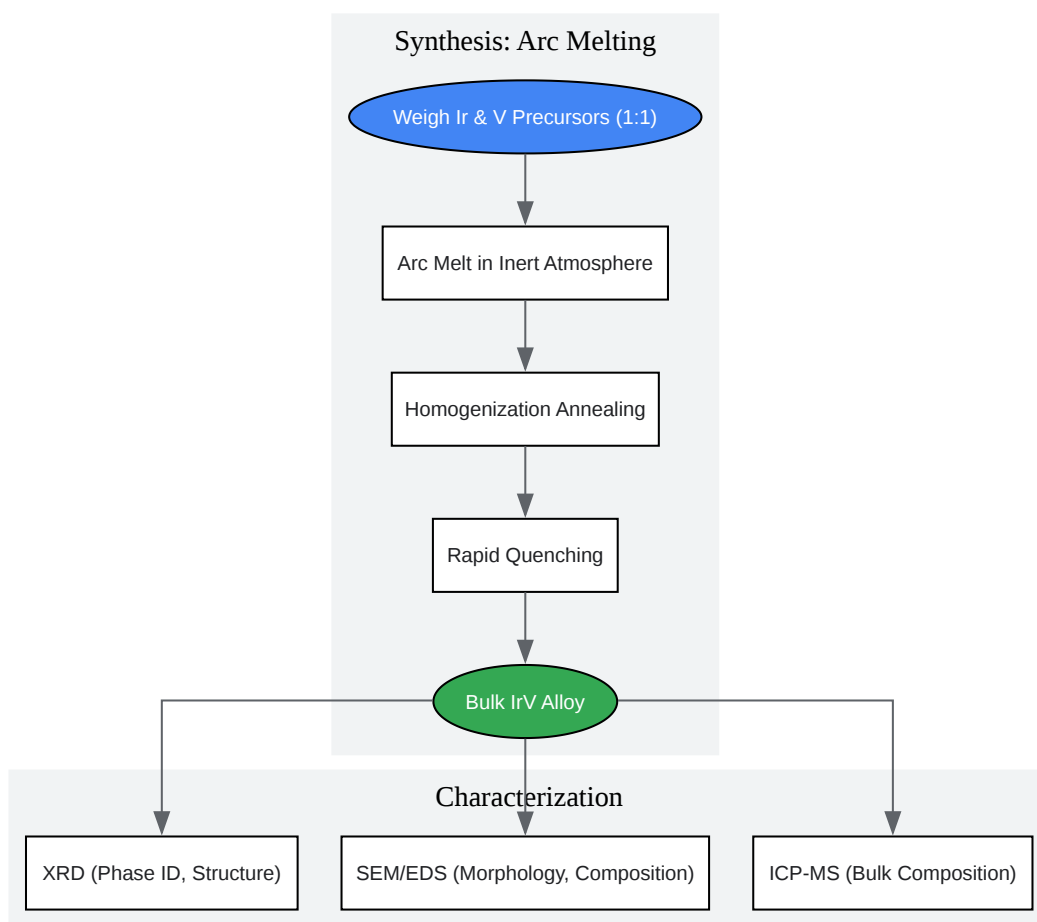 Synthesis: Arc Melting
Weigh Ir & V Precursors (1:1)
Arc Melt in Inert Atmosphere
Homogenization Annealing
Rapid Quenching
Bulk IrV Alloy
Characterization
XRD (Phase ID, Structure)
SEM/EDS (Morphology, Composition)
ICP-MS (Bulk Composition)